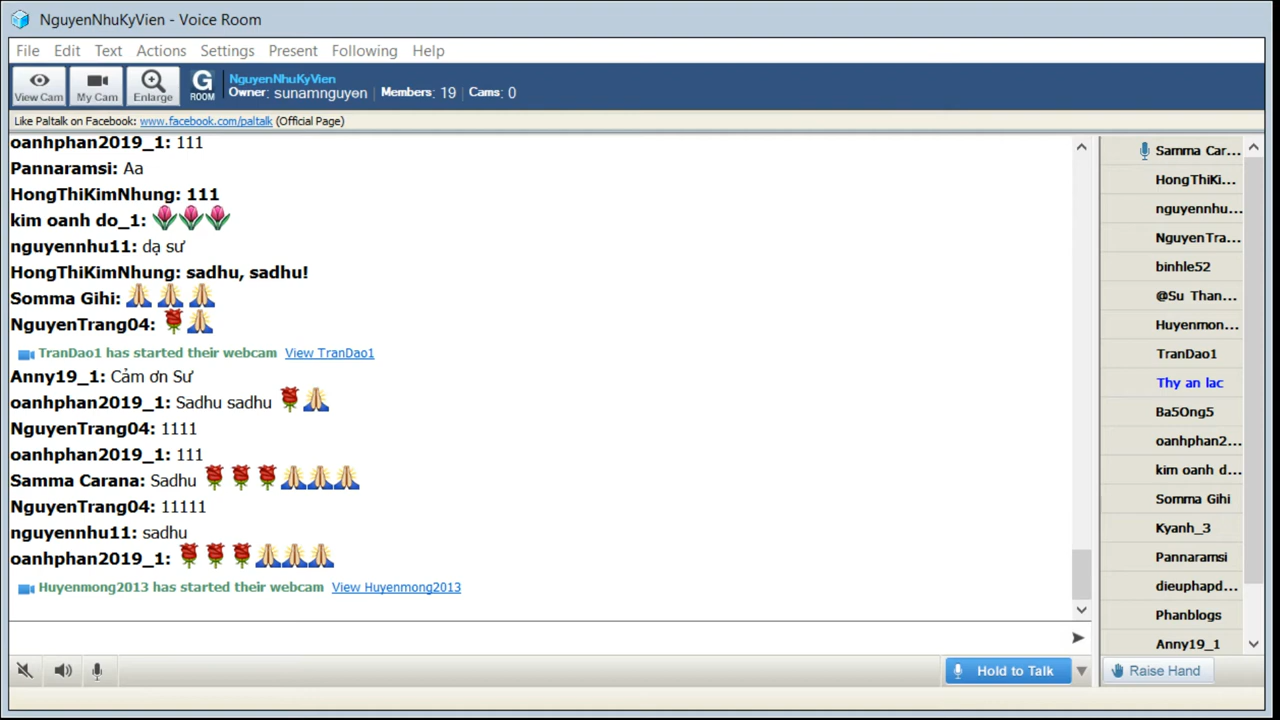 NguyenNhuKyVien - Voice Room
File Edit Text Actions Settings Present Following Help
View Cam My Cam Enlarge G ROOM
NguyenNhuKyVien
Owner: sunamnguyen | Members: 19 | Cams: 0
Like Paltalk on Facebook: www.facebook.com/paltalk (Official Page)
oanhphan2019_1: 111
Pannaramsi: Aa
HongThiKimNhung: 111
kim oanh do_1: 🌷🌷🌷
nguyennhu11: dạ sư
HongThiKimNhung: sadhu, sadhu!
Somma Gihi: 🙏🙏🙏
NguyenTrang04: 🌹🙏
TranDao1 has started their webcam View TranDao1
Anny19_1: Cảm ơn Sư
oanhphan2019_1: Sadhu sadhu 🌹🙏
NguyenTrang04: 1111
oanhphan2019_1: 111
Samma Carana: Sadhu 🌹🌹🌹🙏🙏🙏
NguyenTrang04: 11111
nguyennhu11: sadhu
oanhphan2019_1: 🌹🌹🌹🙏🙏🙏
Huyenmong2013 has started their webcam View Huyenmong2013
Samma Car...
HongThiKi...
nguyennhu...
NguyenTra...
binhle52
@Su Than...
Huyenmon...
TranDao1
Thy an lac
Ba5Ong5
oanhphan2...
kim oanh d...
Somma Gihi
Kyanh_3
Pannaramsi
dieuphapd...
Phanblogs
Anny19_1
Hold to Talk
Raise Hand